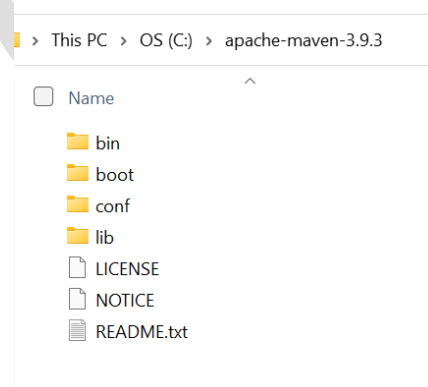 This PC > OS (C:) > apache-maven-3.9.3
Name
bin
boot
conf
lib
LICENSE
NOTICE
README.txt